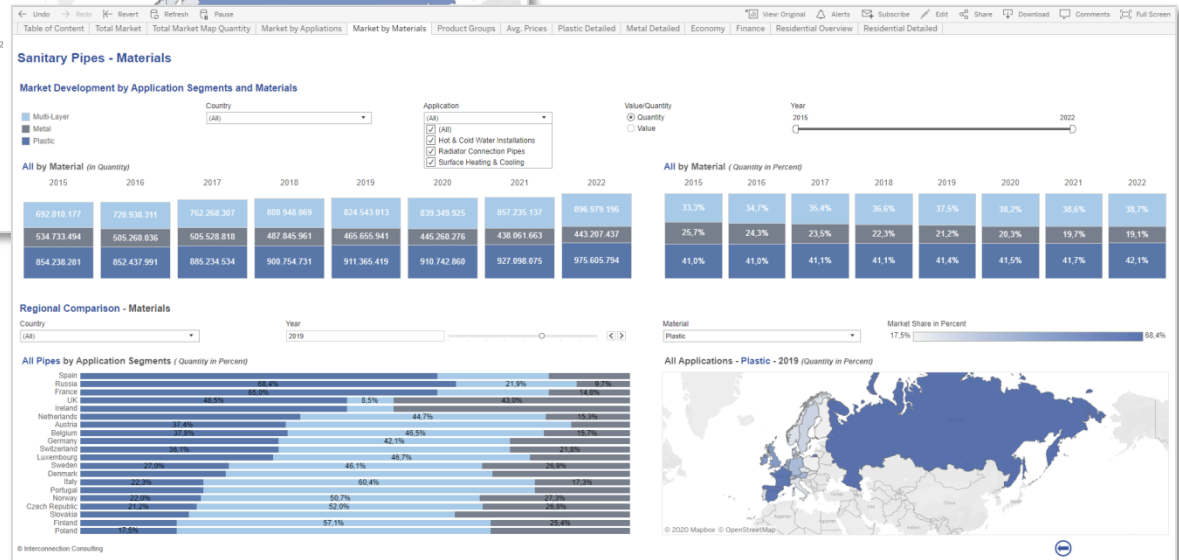 Undo Redo Revert Refresh Pause View: Original Alerts Subscribe Edit Share Download Comments Full Screen
Table of Content Total Market Total Market Map Quantity Market by Appliations Market by Materials Product Groups Avg. Prices Plastic Detailed Metal Detailed Economy Finance Residential Overview Residential Detailed
Sanitary Pipes - Materials
Market Development by Application Segments and Materials
Multi-Layer
Metal
Plastic
Country
(All)
Application
(All)
(All)
Hot & Cold Water Installations
Radiator Connection Pipes
Surface Heating & Cooling
Value/Quantity
Quantity
Value
Year
2015 2022
All by Material (in Quantity)
2015 2016 2017 2018 2019 2020 2021 2022
692.810.177 720.938.311 762.268.307 800.948.069 824.543.013 839.349.925 857.235.137 896.979.196
534.733.494 505.260.036 505.528.818 487.845.961 465.655.941 445.260.276 438.061.663 443.207.437
854.238.281 852.437.991 885.234.534 900.754.731 911.365.419 910.742.860 927.098.075 975.605.794
All by Material ( Quantity in Percent)
2015 2016 2017 2018 2019 2020 2021 2022
33,3% 34,7% 35,4% 36,6% 37,5% 38,2% 38,6% 38,7%
25,7% 24,3% 23,5% 22,3% 21,2% 20,3% 19,7% 19,1%
41,0% 41,0% 41,1% 41,1% 41,4% 41,5% 41,7% 42,1%
Regional Comparison - Materials
Country
(All)
Year
2019
Material
Plastic
Market Share in Percent
17,5% 68,4%
All Pipes by Application Segments ( Quantity in Percent)
Spain
Russia 68,4% 21,9% 9,7%
France 65,0% 14,8%
UK 48,5% 8,5% 43,0%
Ireland
Netherlands 44,7% 15,3%
Austria 37,4%
Belgium 37,8% 46,5% 15,7%
Germany 42,1%
Switzerland 36,1% 21,8%
Luxembourg 46,7%
Sweden 27,0% 46,1% 26,9%
Denmark
Italy 22,3% 60,4% 17,3%
Portugal
Norway 22,0% 50,7% 27,3%
Czech Republic 21,2% 52,0% 26,8%
Slovakia
Finland 57,1% 25,4%
Poland 17,5%
All Applications - Plastic - 2019 (Quantity in Percent)
© 2020 Mapbox © OpenStreetMap
© Interconnection Consulting